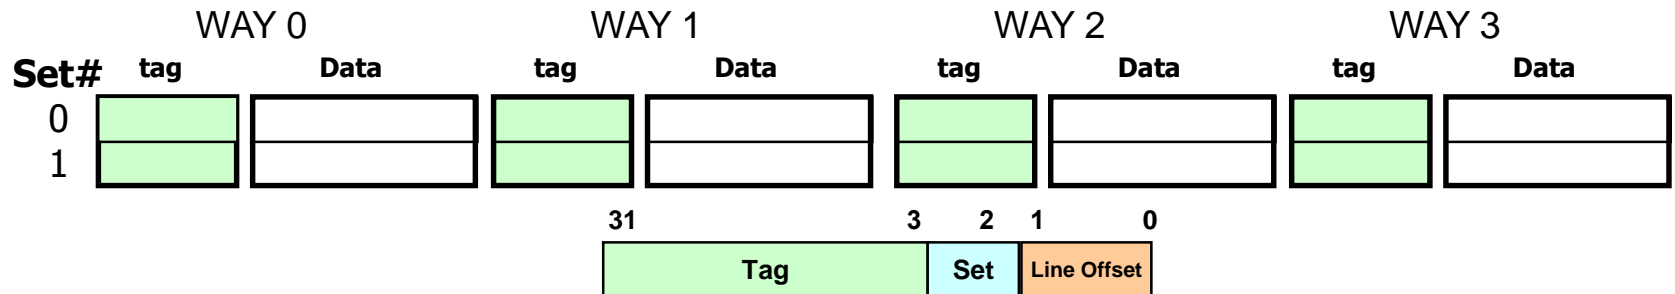 WAY 0 WAY 1 WAY 2 WAY 3
Set# tag Data tag Data tag Data tag Data
0
1
31 3 2 1 0
Tag Set Line Offset